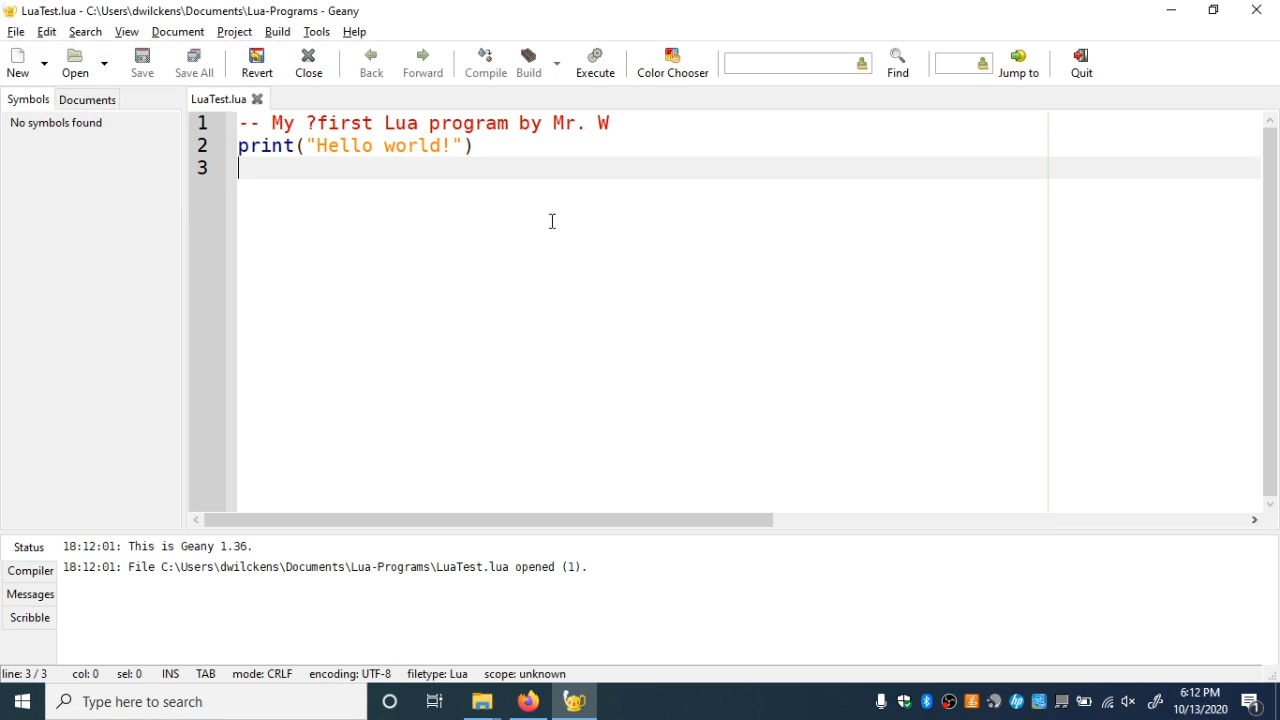 LuaTest.lua - C:\Users\dwilckens\Documents\Lua-Programs - Geany
File Edit Search View Document Project Build Tools Help
New Open Save Save All Revert Close Back Forward Compile Build Execute Color Chooser Find Jump to Quit
Symbols Documents LuaTest.lua
No symbols found
1 -- My ?first Lua program by Mr. W
2 print("Hello world!")
3
Status 18:12:01: This is Geany 1.36.
Compiler 18:12:01: File C:\Users\dwilckens\Documents\Lua-Programs\LuaTest.lua opened (1).
Messages
Scribble
line: 3 / 3 col: 0 sel: 0 INS TAB mode: CRLF encoding: UTF-8 filetype: Lua scope: unknown
Type here to search
6:12 PM
10/13/2020
1